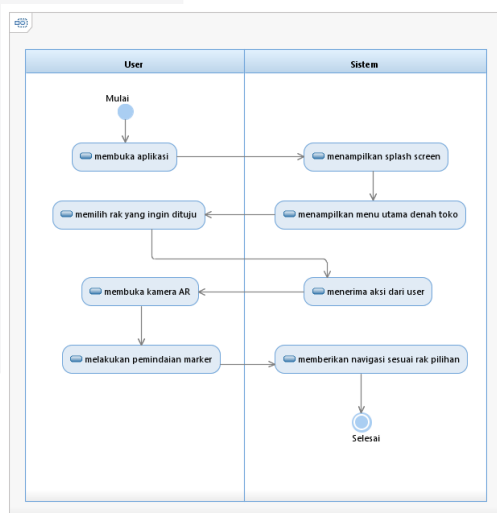 User
Sistem
Mulai
membuka aplikasi
menampilkan splash screen
memilih rak yang ingin dituju
menampilkan menu utama denah toko
membuka kamera AR
menerima aksi dari user
melakukan pemindaian marker
memberikan navigasi sesuai rak pilihan
Selesai